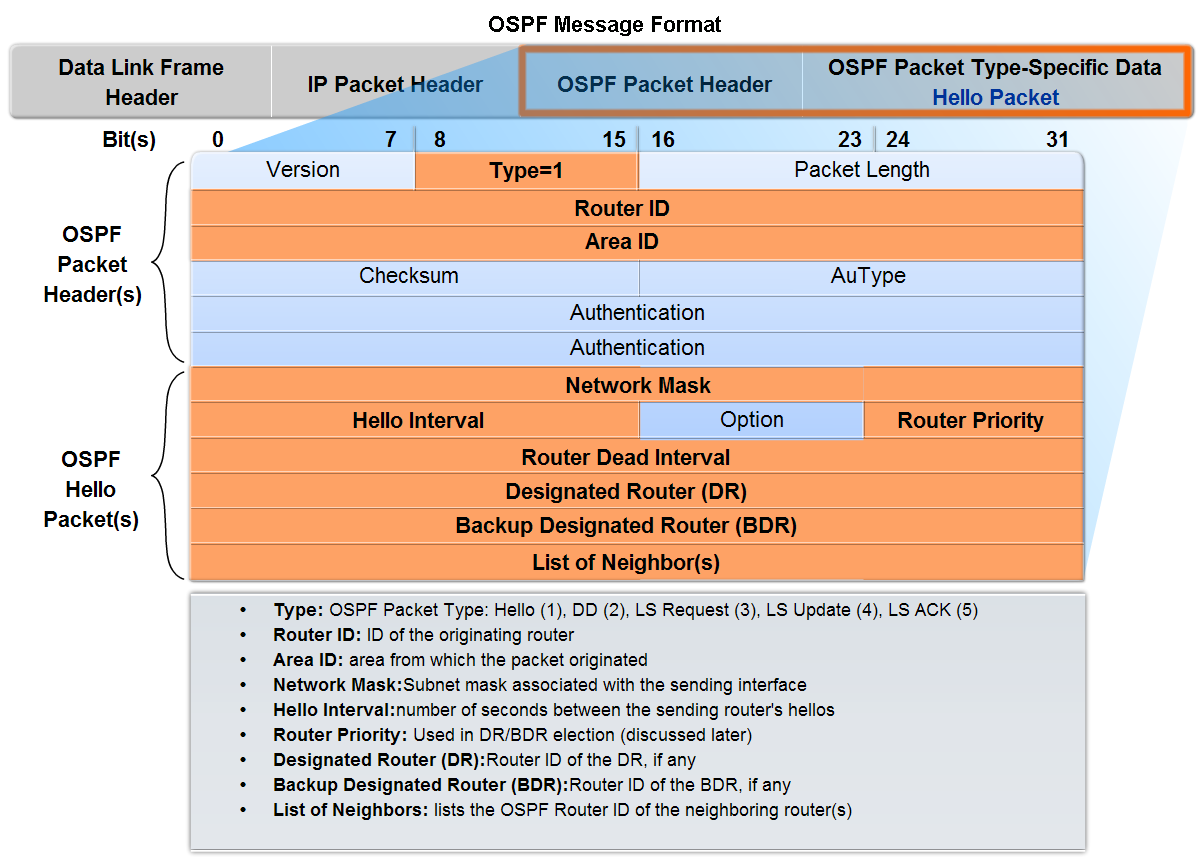 OSPF Message Format
Data Link Frame
Header
IP Packet Header
OSPF Packet Header
OSPF Packet Type-Specific Data
Hello Packet
Bit(s) 0 7 8 15 16 23 24 31
Version Type=1 Packet Length
Router ID
Area ID
Checksum AuType
Authentication
Authentication
OSPF
Packet
Header(s)
Network Mask
Hello Interval Option Router Priority
Router Dead Interval
Designated Router (DR)
Backup Designated Router (BDR)
List of Neighbor(s)
OSPF
Hello
Packet(s)
• Type: OSPF Packet Type: Hello (1), DD (2), LS Request (3), LS Update (4), LS ACK (5)
• Router ID: ID of the originating router
• Area ID: area from which the packet originated
• Network Mask:Subnet mask associated with the sending interface
• Hello Interval:number of seconds between the sending router's hellos
• Router Priority: Used in DR/BDR election (discussed later)
• Designated Router (DR):Router ID of the DR, if any
• Backup Designated Router (BDR):Router ID of the BDR, if any
• List of Neighbors: lists the OSPF Router ID of the neighboring router(s)